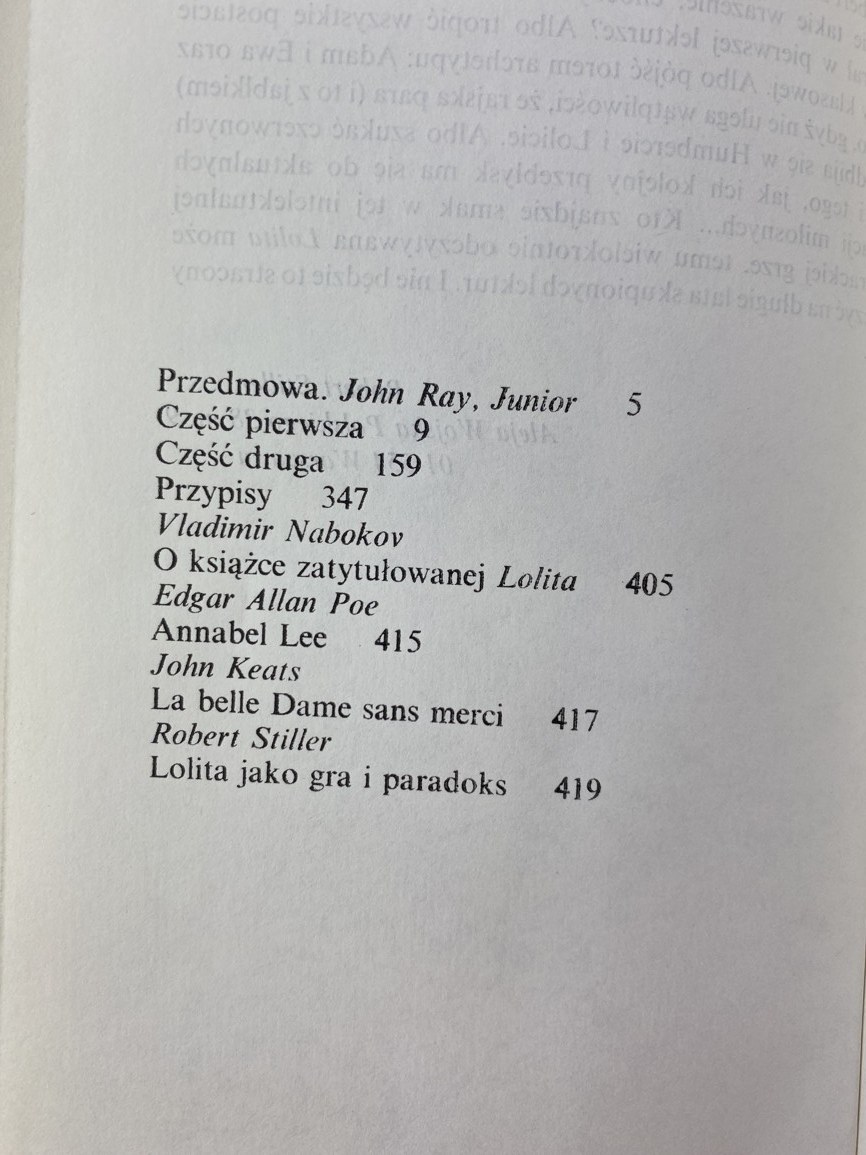 Przedmowa. John Ray, Junior 5
Część pierwsza 9
Część druga 159
Przypisy 347
Vladimir Nabokov
O książce zatytułowanej Lolita 405
Edgar Allan Poe
Annabel Lee 415
John Keats
La belle Dame sans merci 417
Robert Stiller
Lolita jako gra i paradoks 419